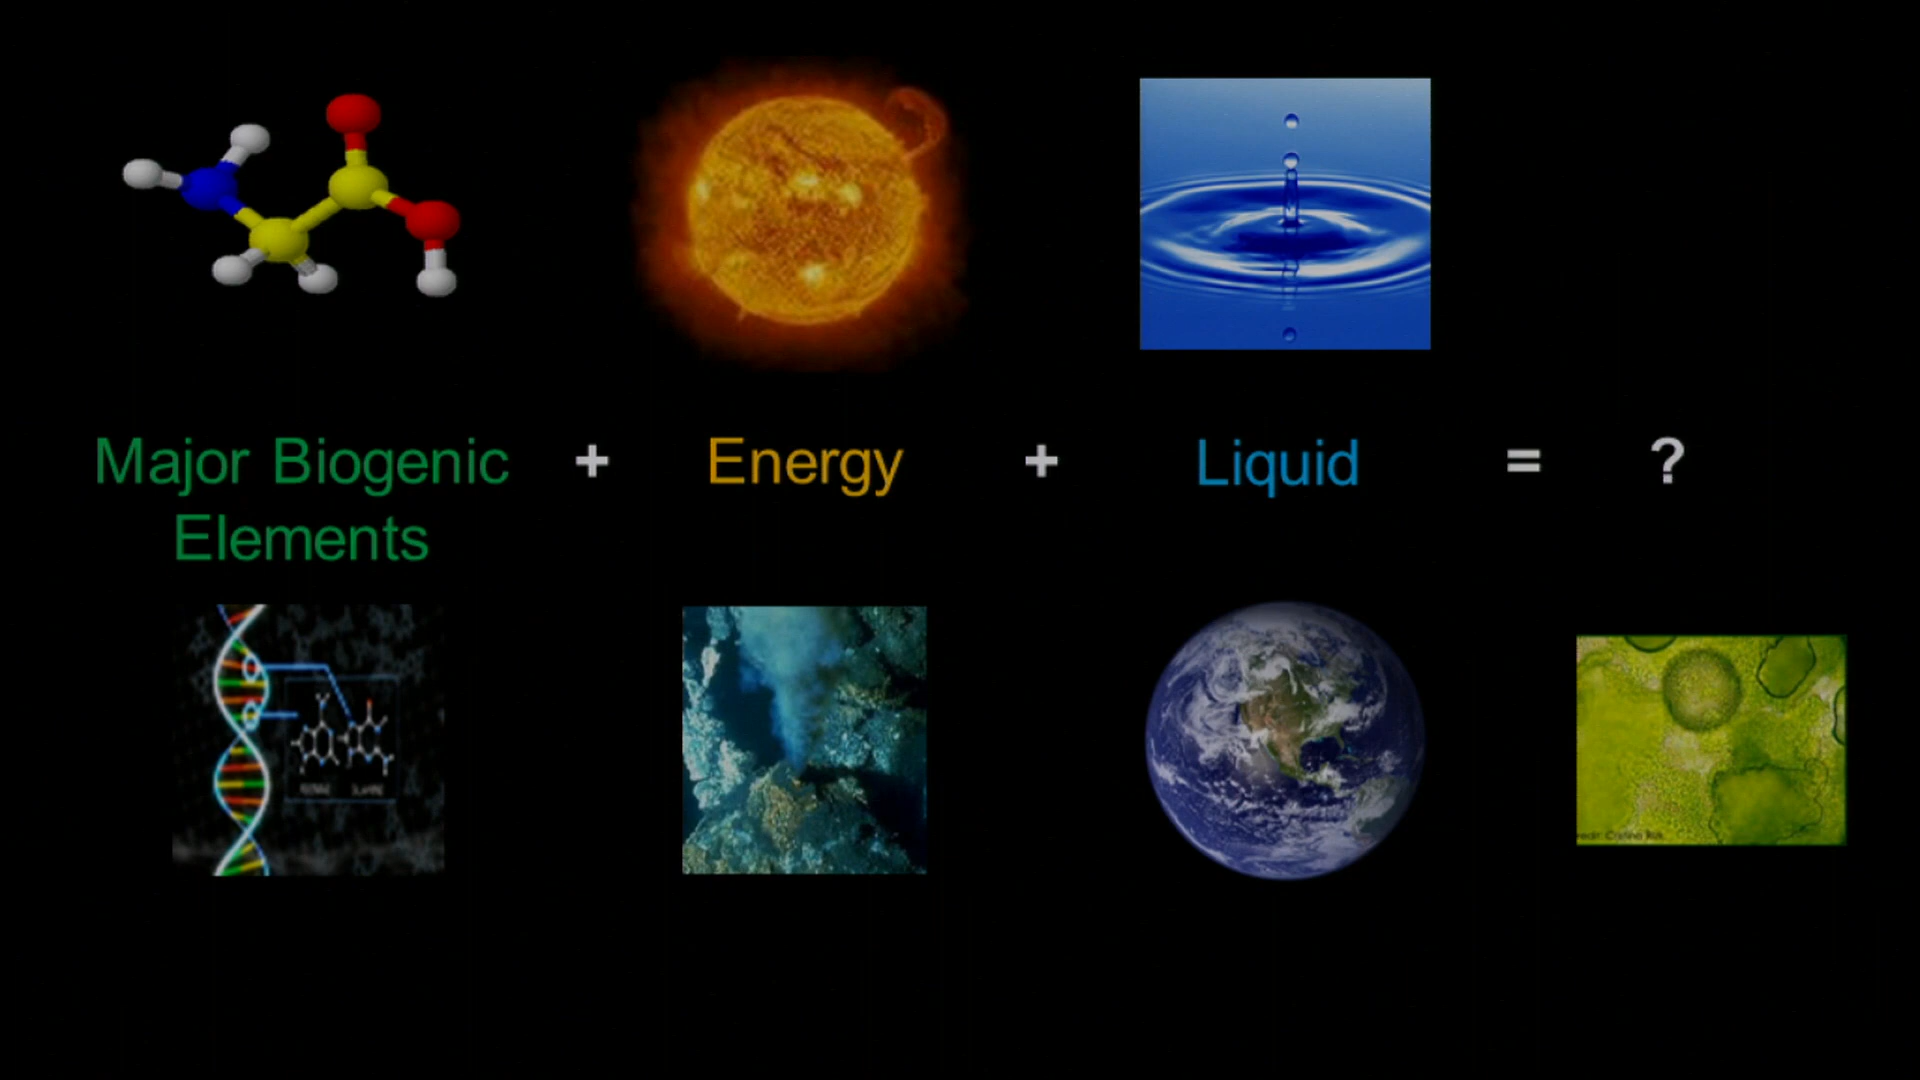 Major Biogenic + Energy + Liquid = ?
Elements